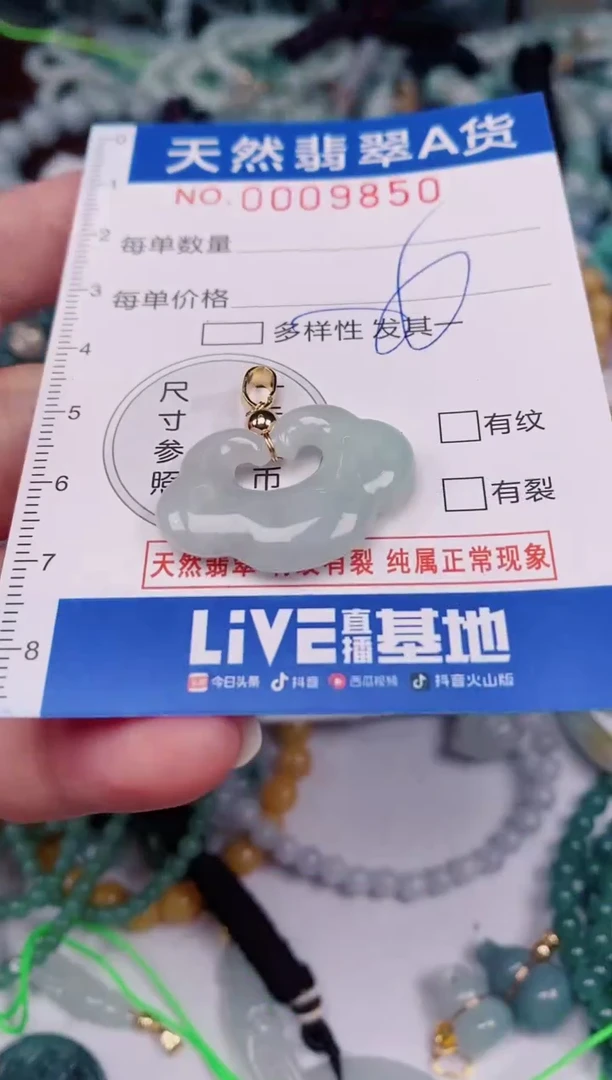 天然翡翠A货
NO.0009850
0
1
2
3
4
5
6
7
8
每单数量
每单价格
多样性 发其一
尺寸参照
币
有纹
有裂
天然翡翠 有裂 纯属正常现象
LiVE直播基地
今日头条 抖音 西瓜视频 抖音火山版